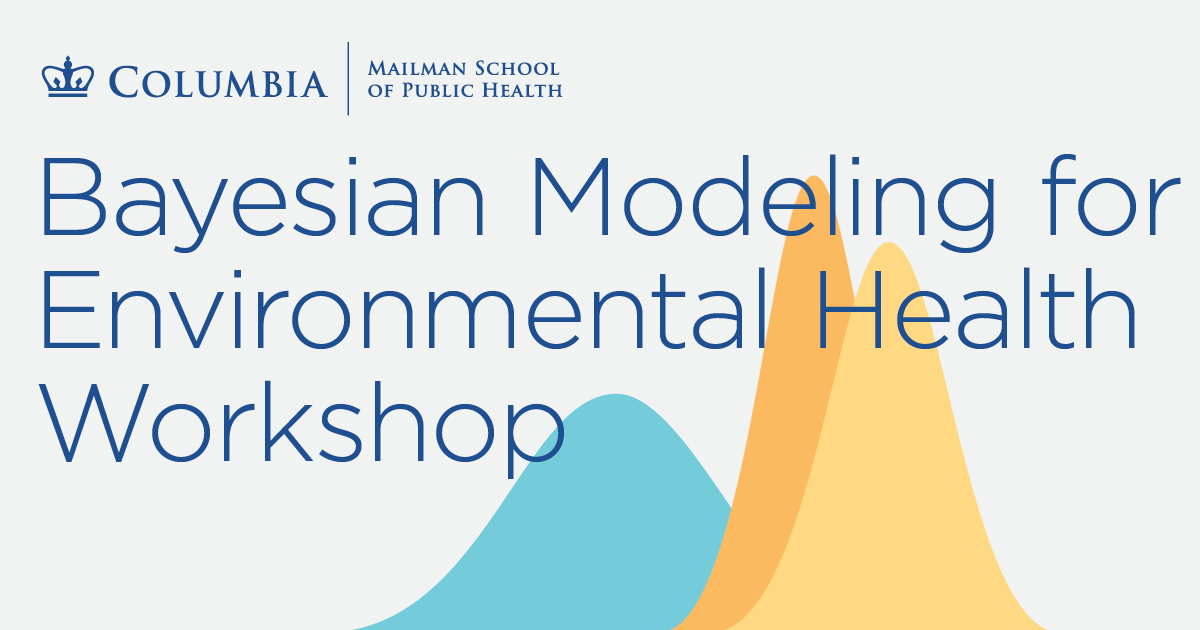 COLUMBIA
MAILMAN SCHOOL
OF PUBLIC HEALTH
Bayesian Modeling for
Environmental Health
Workshop